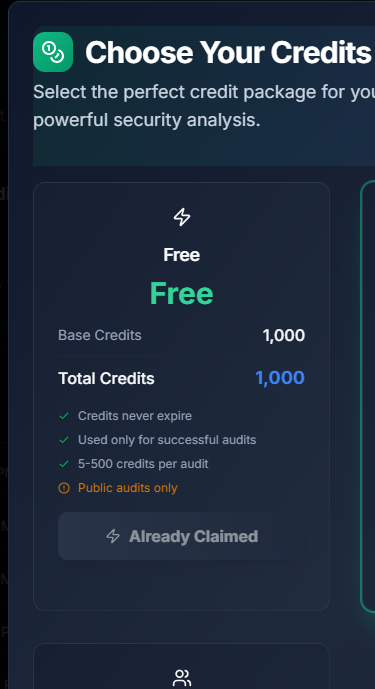 Choose Your Credits
Select the perfect credit package for
powerful security analysis.
Free
Free
Base Credits 1,000
Total Credits 1,000
Credits never expire
Used only for successful audits
5-500 credits per audit
Public audits only
Already Claimed